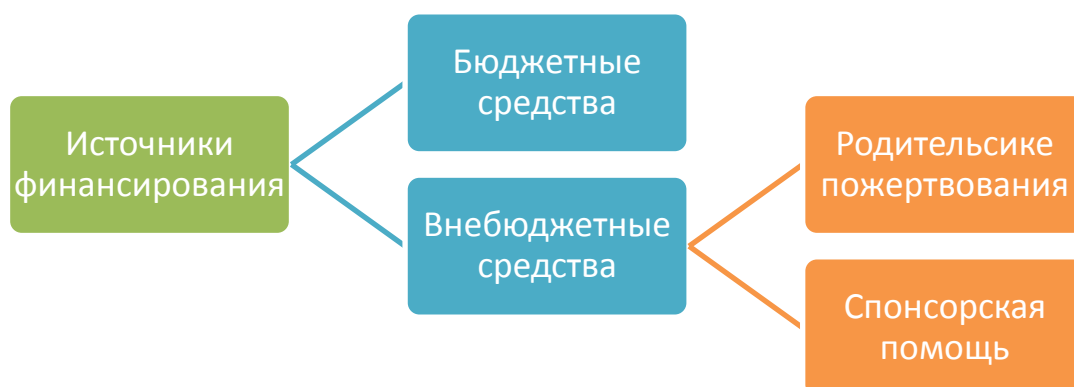 Источники
финансирования
Бюджетные
средства
Внебюджетные
средства
Родительсике
пожертвования
Спонсорская
помощь